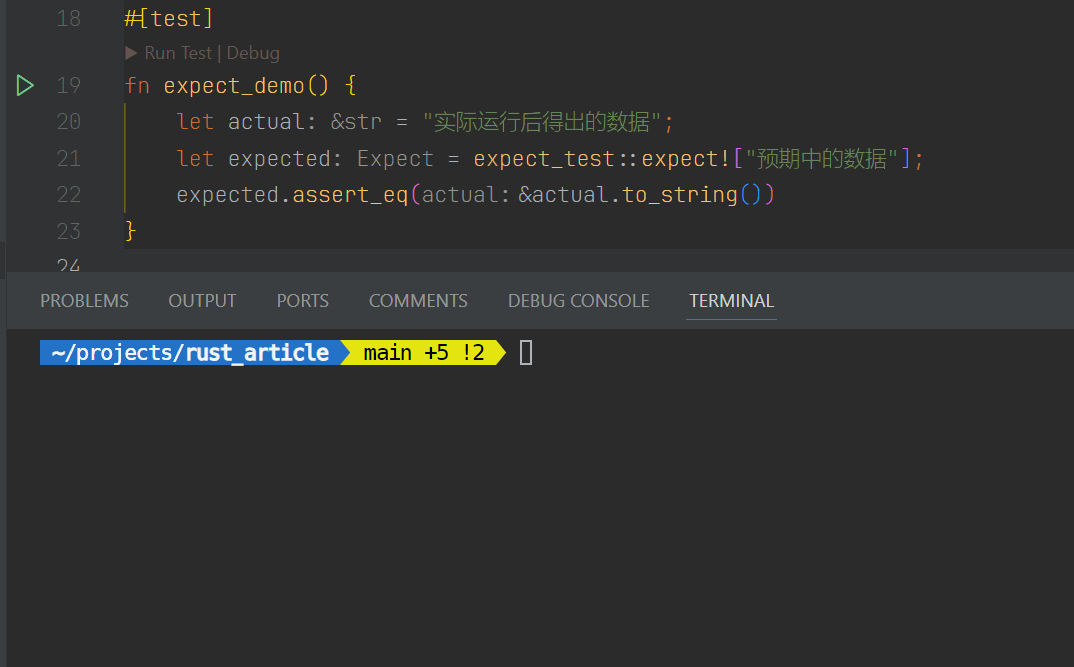 18 #[test]
▶ Run Test | Debug
19 fn expect_demo() {
20 let actual: &str = "实际运行后得出的数据";
21 let expected: Expect = expect_test::expect!["预期中的数据"];
22 expected.assert_eq(actual: &actual.to_string())
23 }
24
PROBLEMS OUTPUT PORTS COMMENTS DEBUG CONSOLE TERMINAL
~/projects/rust_article main +5 !2